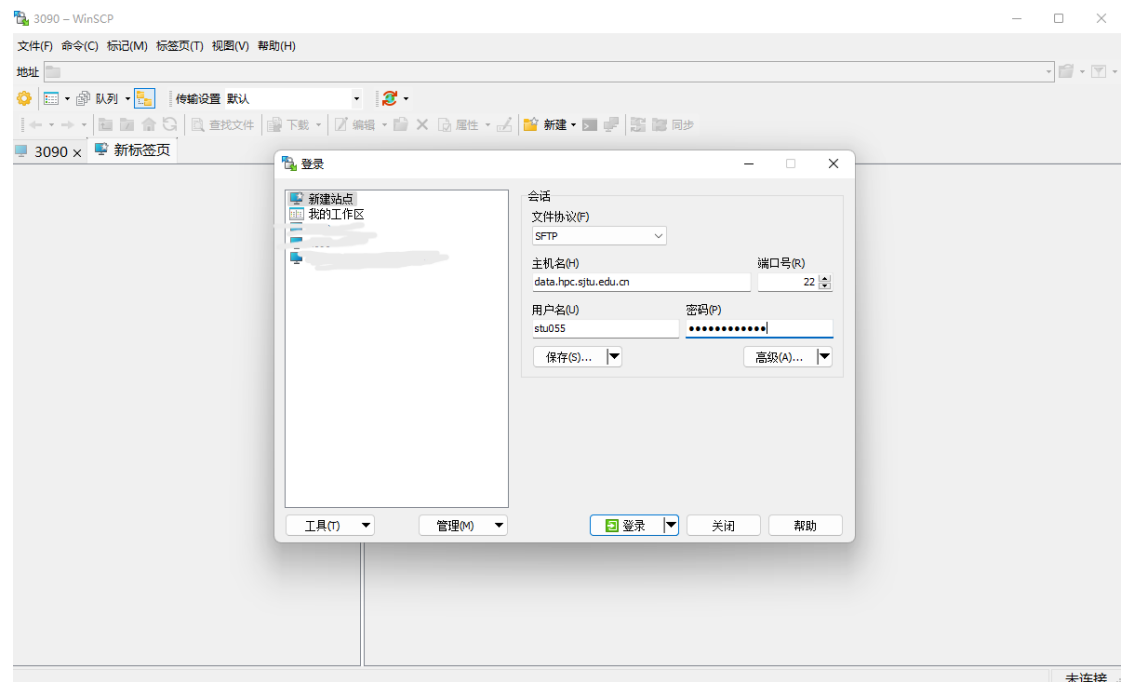 3090 – WinSCP
文件(F) 命令(C) 标记(M) 标签页(T) 视图(V) 帮助(H)
地址
队列 传输设置 默认
查找文件 下载 编辑 属性 新建 同步
3090 × 新标签页
登录
新建站点
我的工作区
会话
文件协议(F)
SFTP
主机名(H) 端口号(R)
data.hpc.sjtu.edu.cn 22
用户名(U) 密码(P)
stu055 ●●●●●●●●●●●●
保存(S)... 高级(A)...
工具(T) 管理(M) 登录 关闭 帮助
未连接